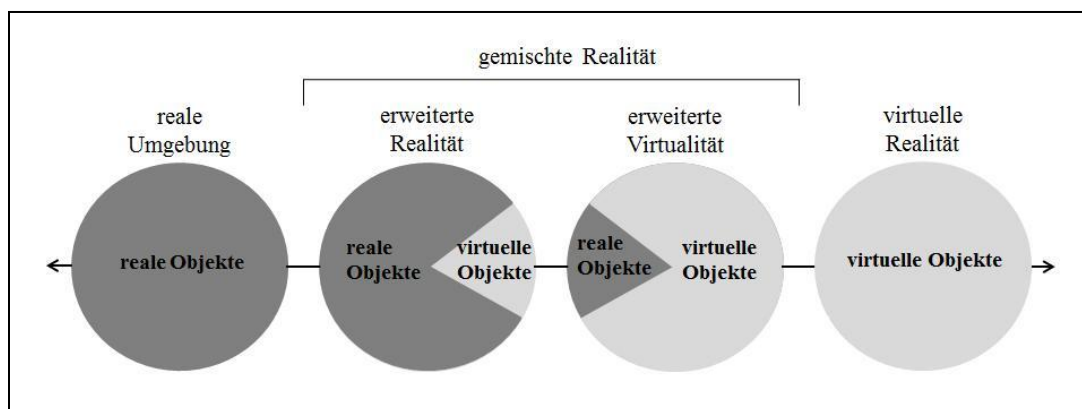 gemischte Realität
reale
Umgebung
erweiterte
Realität
erweiterte
Virtualität
virtuelle
Realität
reale Objekte
reale
Objekte
virtuelle
Objekte
reale
Objekte
virtuelle
Objekte
virtuelle Objekte